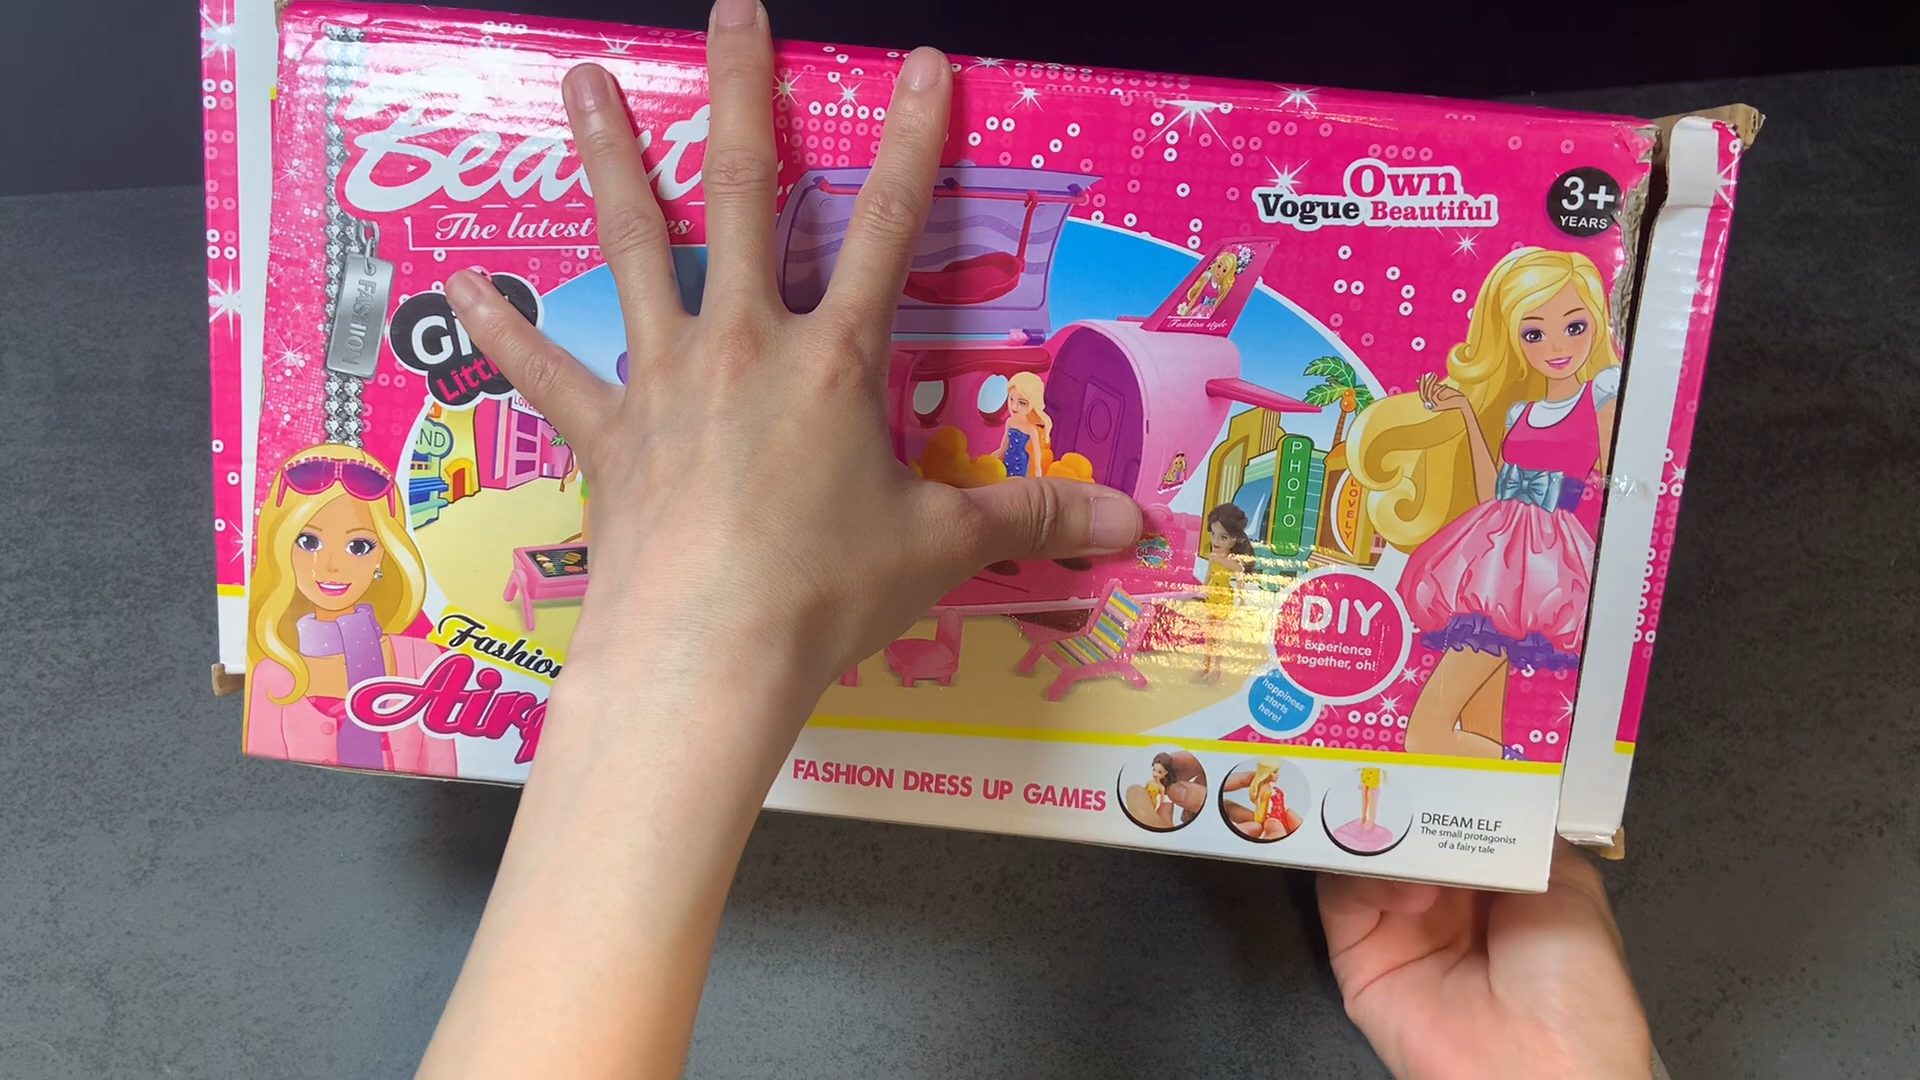 The latest
Own
Vogue Beautiful
3+
YEARS
FASHION
Fashion style
PHOTO
LOVELY
DIY
Experience
together, oh!
happiness
starts
here!
FASHION DRESS UP GAMES
DREAM ELF
The small protagonist
of a fairy tale